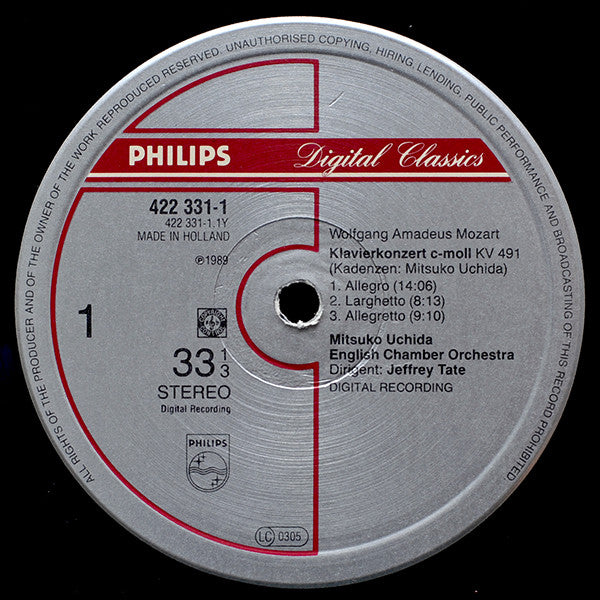 ALL RIGHTS OF THE PRODUCER AND OF THE OWNER OF THE WORK REPRODUCED RESERVED. UNAUTHORISED COPYING, HIRING, LENDING, PUBLIC PERFORMANCE AND BROADCASTING OF THIS RECORD PROHIBITED
PHILIPS
Digital Classics
422 331-1
422 331-1.1Y
MADE IN HOLLAND
℗1989
1
33 1/3
STEREO
Digital Recording
PHILIPS
Wolfgang Amadeus Mozart
Klavierkonzert c-moll KV 491
(Kadenzen: Mitsuko Uchida)
1. Allegro (14:06)
2. Larghetto (8:13)
3. Allegretto (9:10)
Mitsuko Uchida
English Chamber Orchestra
Dirigent: Jeffrey Tate
DIGITAL RECORDING
LC 0305